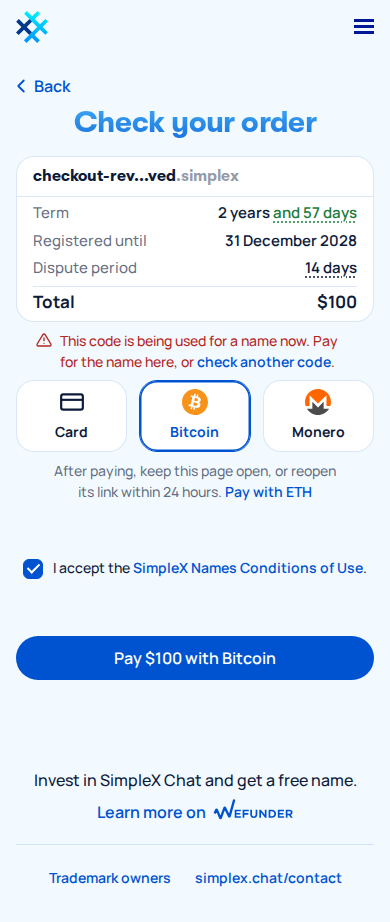 Back
Check your order
checkout-rev...ved.simplex
Term 2 years and 57 days
Registered until 31 December 2028
Dispute period 14 days
Total $100
This code is being used for a name now. Pay
for the name here, or check another code.
Card Bitcoin Monero
After paying, keep this page open, or reopen
its link within 24 hours. Pay with ETH
I accept the SimpleX Names Conditions of Use.
Pay $100 with Bitcoin
Invest in SimpleX Chat and get a free name.
Learn more on WEFUNDER
Trademark owners simplex.chat/contact